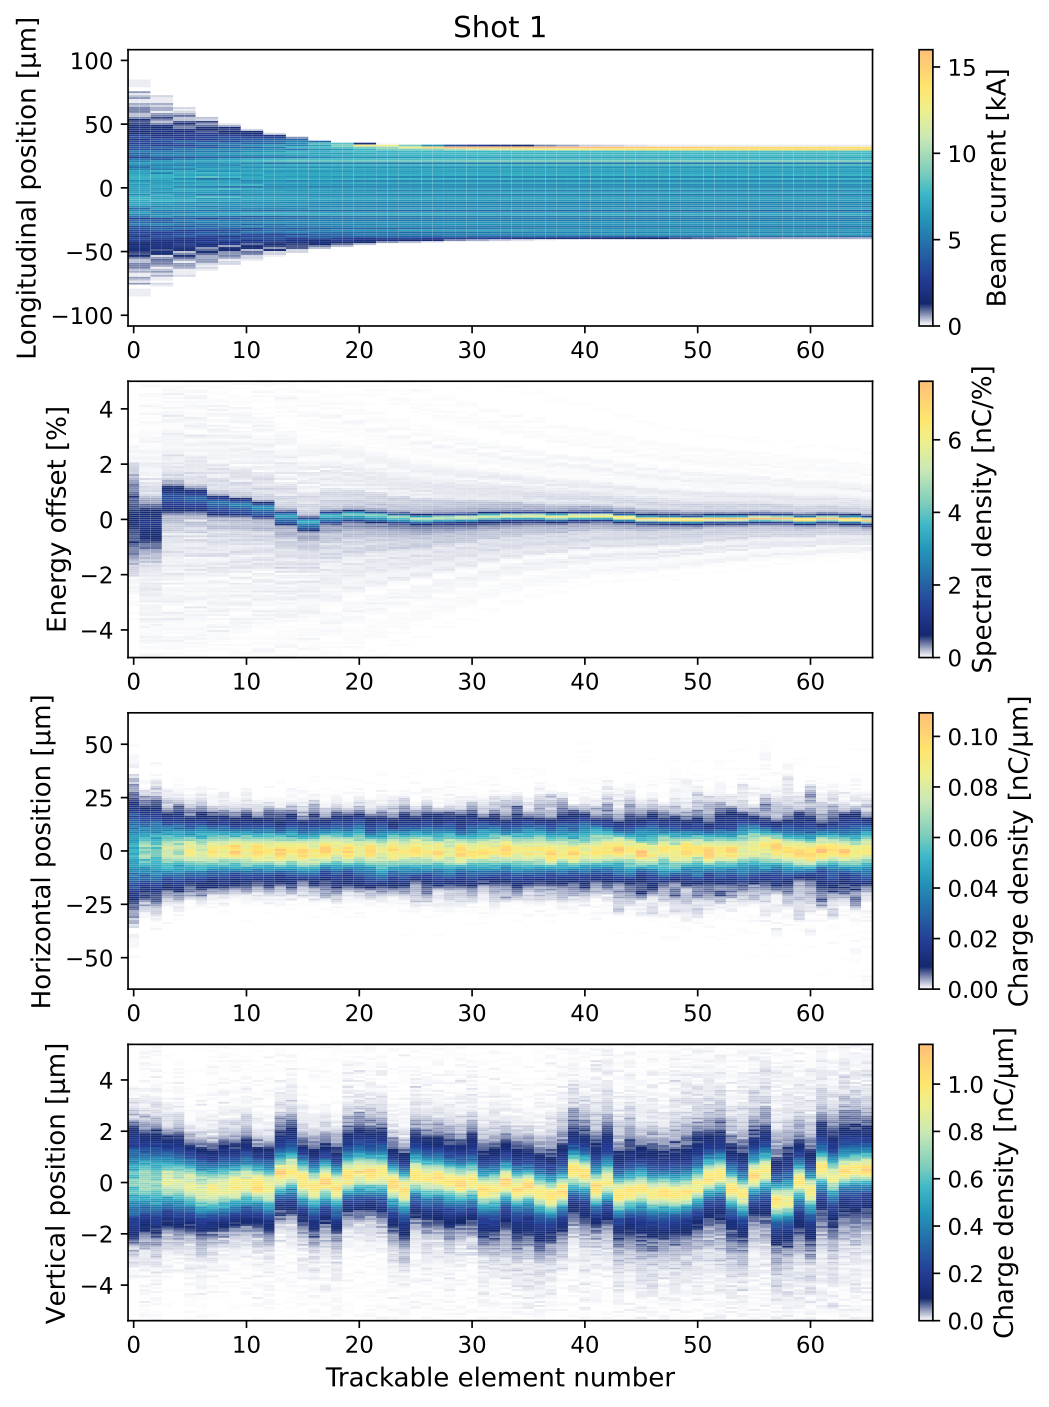 Shot 1
Longitudinal position [μm]
100
50
0
−50
−100
0 10 20 30 40 50 60
15
10
5
0
Beam current [kA]
Energy offset [%]
4
2
0
−2
−4
0 10 20 30 40 50 60
6
4
2
0
Spectral density [nC/%]
Horizontal position [μm]
50
25
0
−25
−50
0 10 20 30 40 50 60
0.10
0.08
0.06
0.04
0.02
0.00
Charge density [nC/μm]
Vertical position [μm]
4
2
0
−2
−4
0 10 20 30 40 50 60
1.0
0.8
0.6
0.4
0.2
0.0
Charge density [nC/μm]
Trackable element number